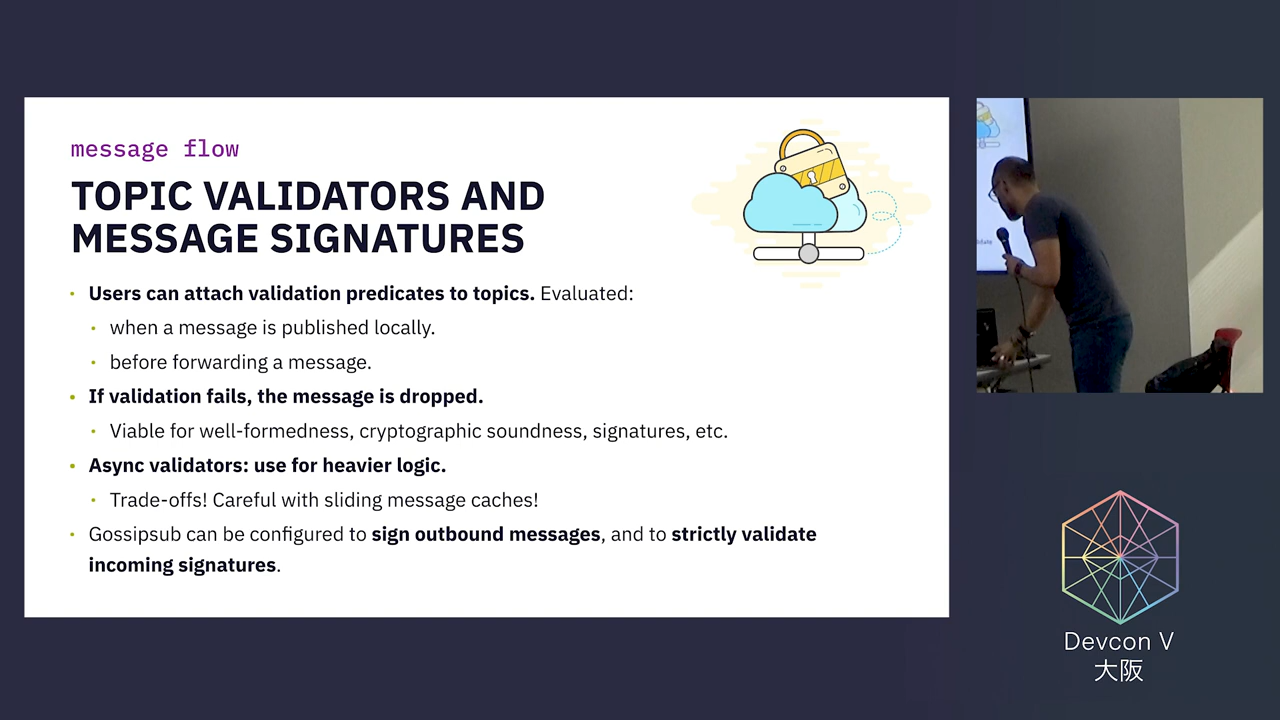 message flow
TOPIC VALIDATORS AND
MESSAGE SIGNATURES
• Users can attach validation predicates to topics. Evaluated:
• when a message is published locally.
• before forwarding a message.
• If validation fails, the message is dropped.
• Viable for well-formedness, cryptographic soundness, signatures, etc.
• Async validators: use for heavier logic.
• Trade-offs! Careful with sliding message caches!
• Gossipsub can be configured to sign outbound messages, and to strictly validate
incoming signatures.
Devcon V
大阪